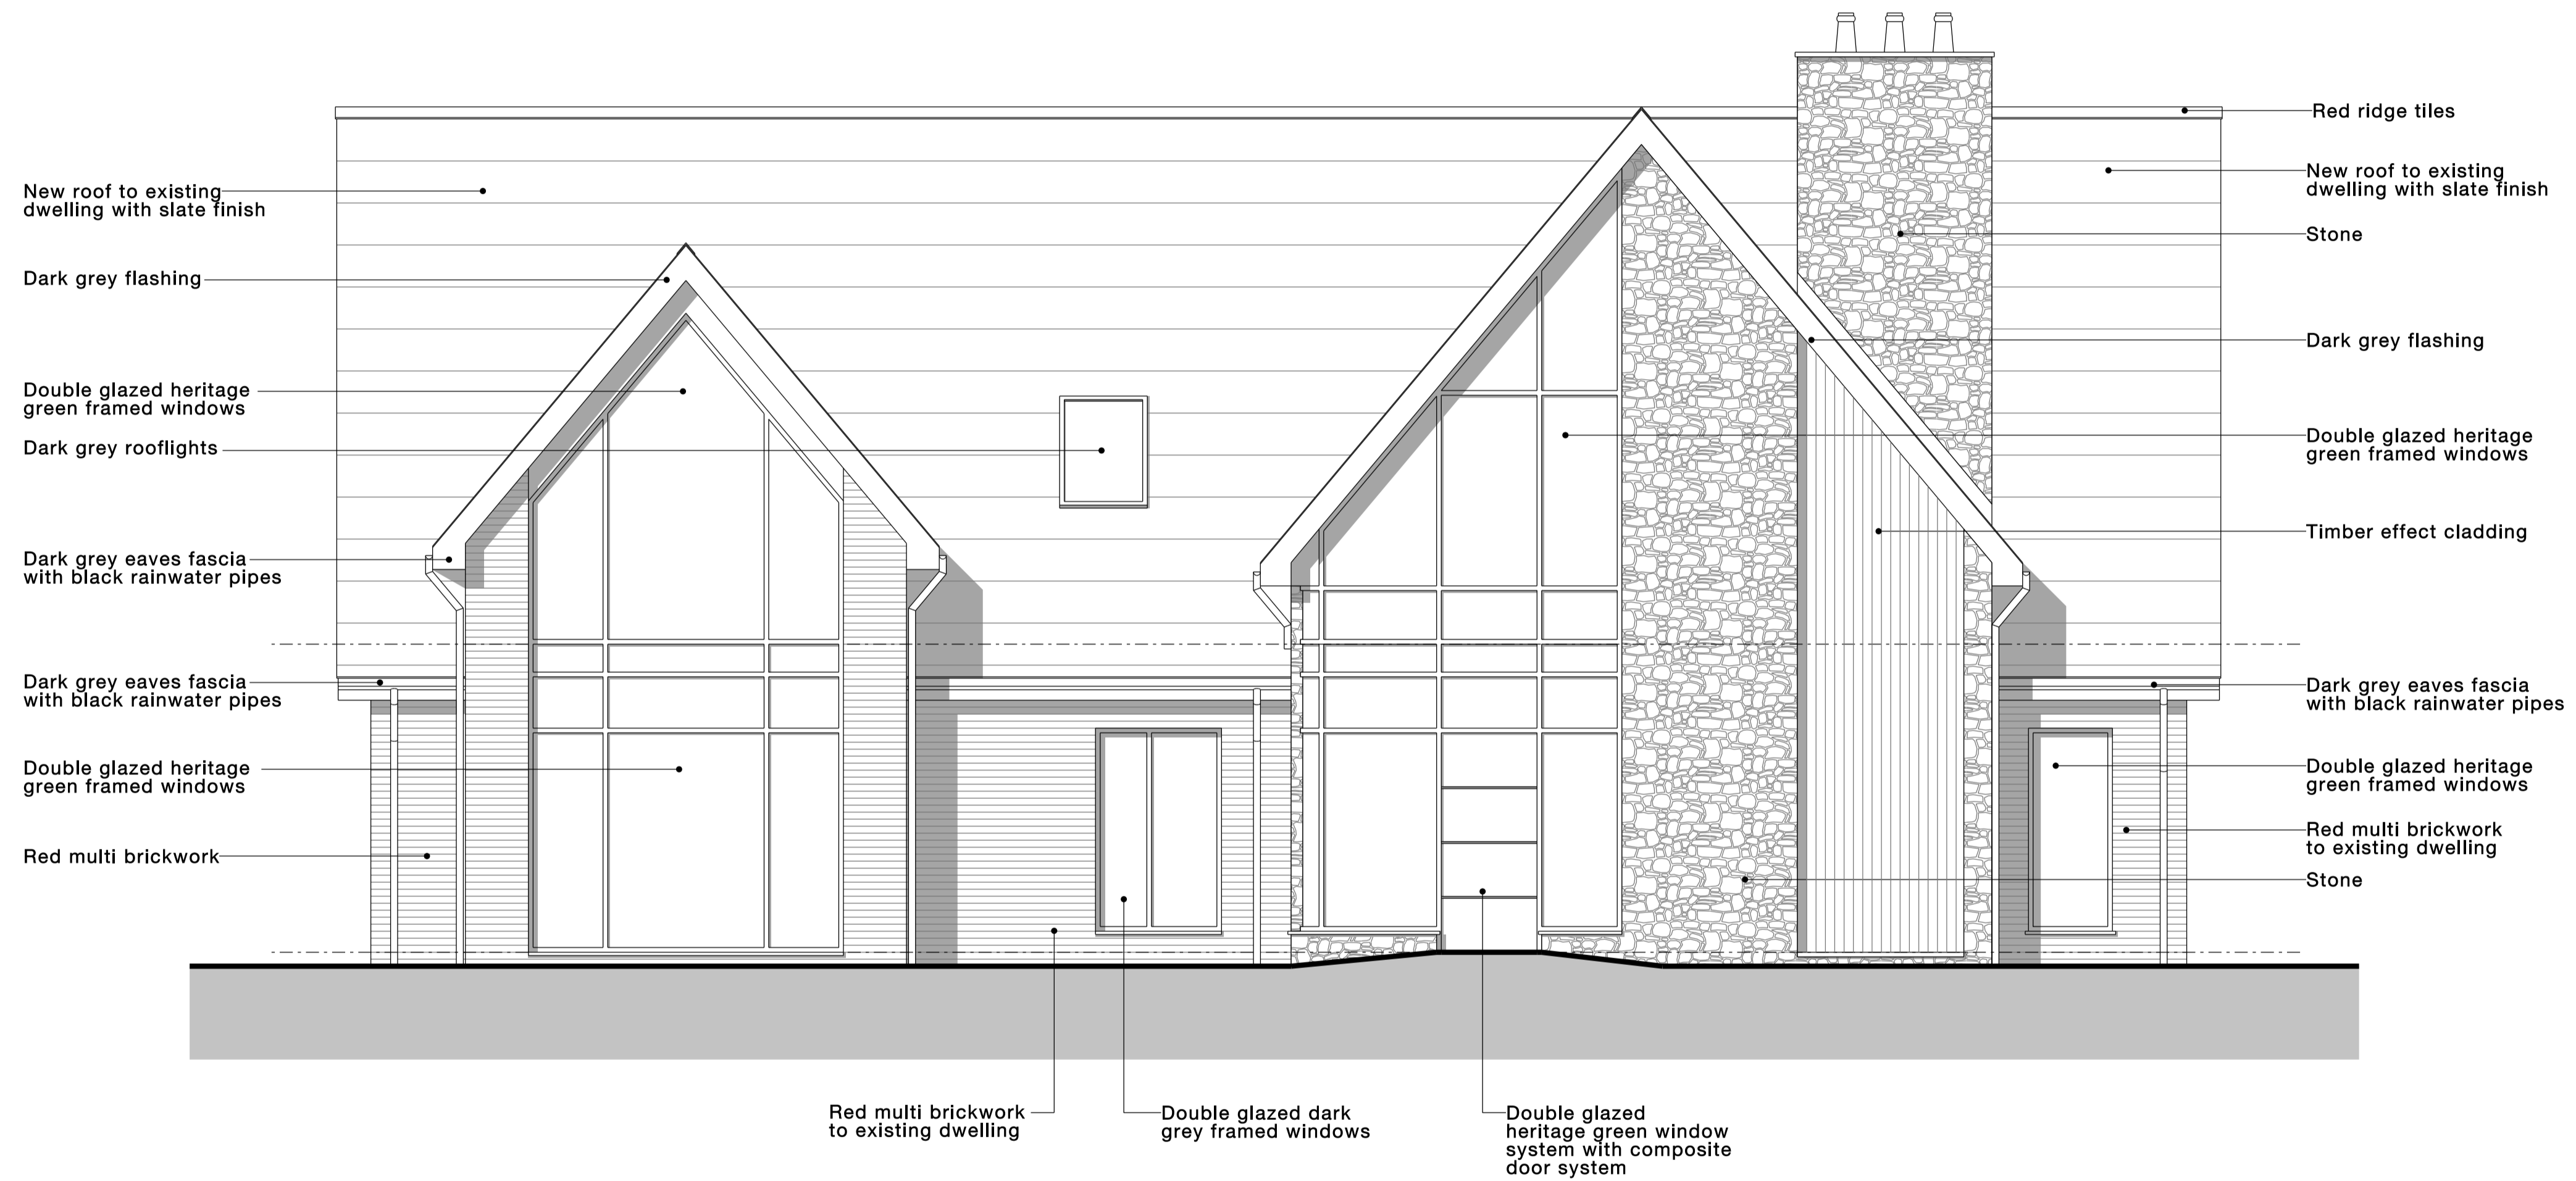 New roof to existing
dwelling with slate finish
Dark grey flashing
Double glazed heritage
green framed windows
Dark grey rooflights
Dark grey eaves fascia
with black rainwater pipes
Dark grey eaves fascia
with black rainwater pipes
Double glazed heritage
green framed windows
Red multi brickwork
Red ridge tiles
New roof to existing
dwelling with slate finish
Stone
Dark grey flashing
Double glazed heritage
green framed windows
Timber effect cladding
Dark grey eaves fascia
with black rainwater pipes
Double glazed heritage
green framed windows
Red multi brickwork
to existing dwelling
Stone
Red multi brickwork
to existing dwelling
Double glazed dark
grey framed windows
Double glazed
heritage green window
system with composite
door system